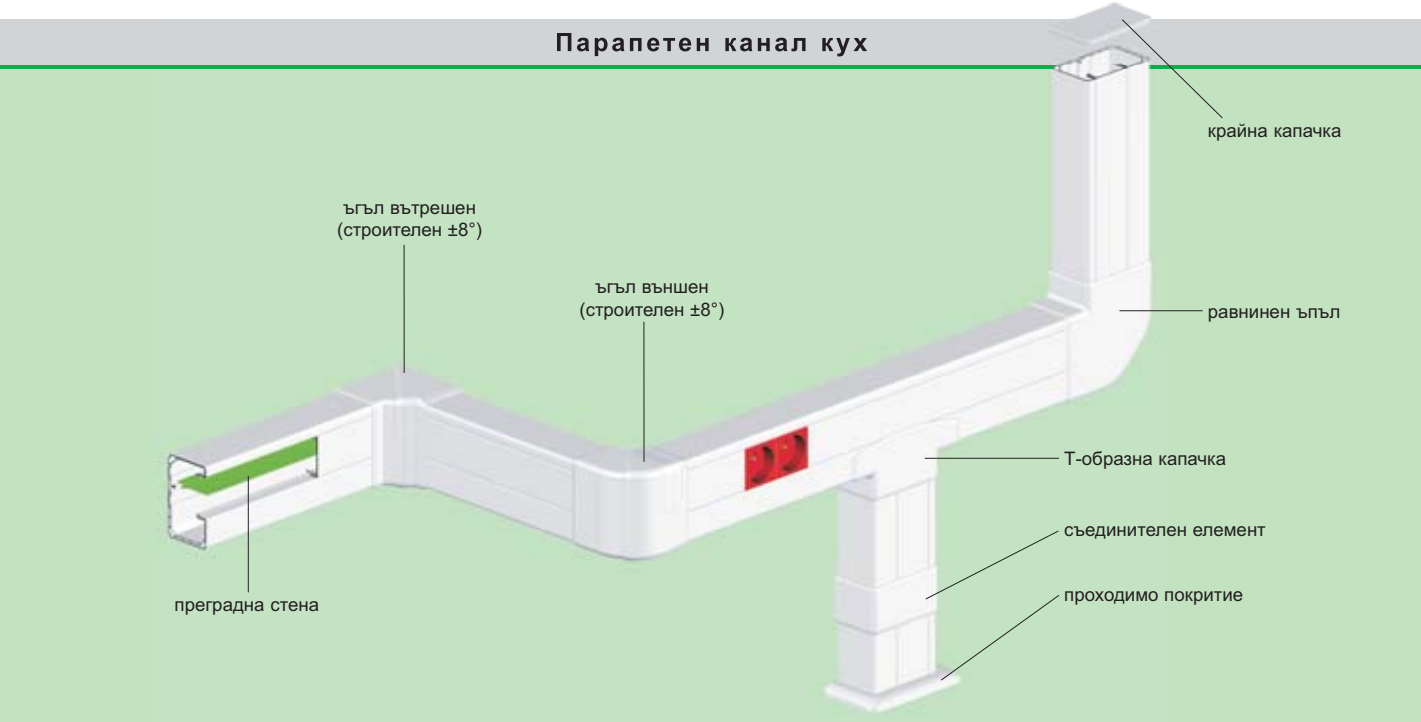 Парапетен канал кух
крайна капачка
ъгъл вътрешен
(строителен ±8°)
ъгъл външен
(строителен ±8°)
равнинен ъпъл
Т-образна капачка
съединителен елемент
преградна стена
проходимо покритие